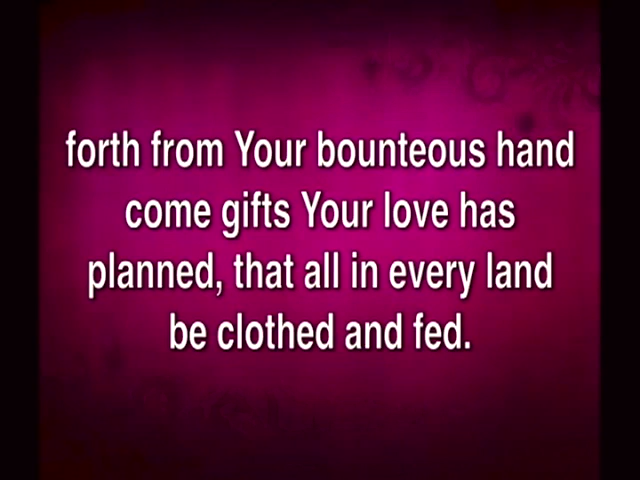 forth from Your bounteous hand
come gifts Your love has
planned, that all in every land
be clothed and fed.